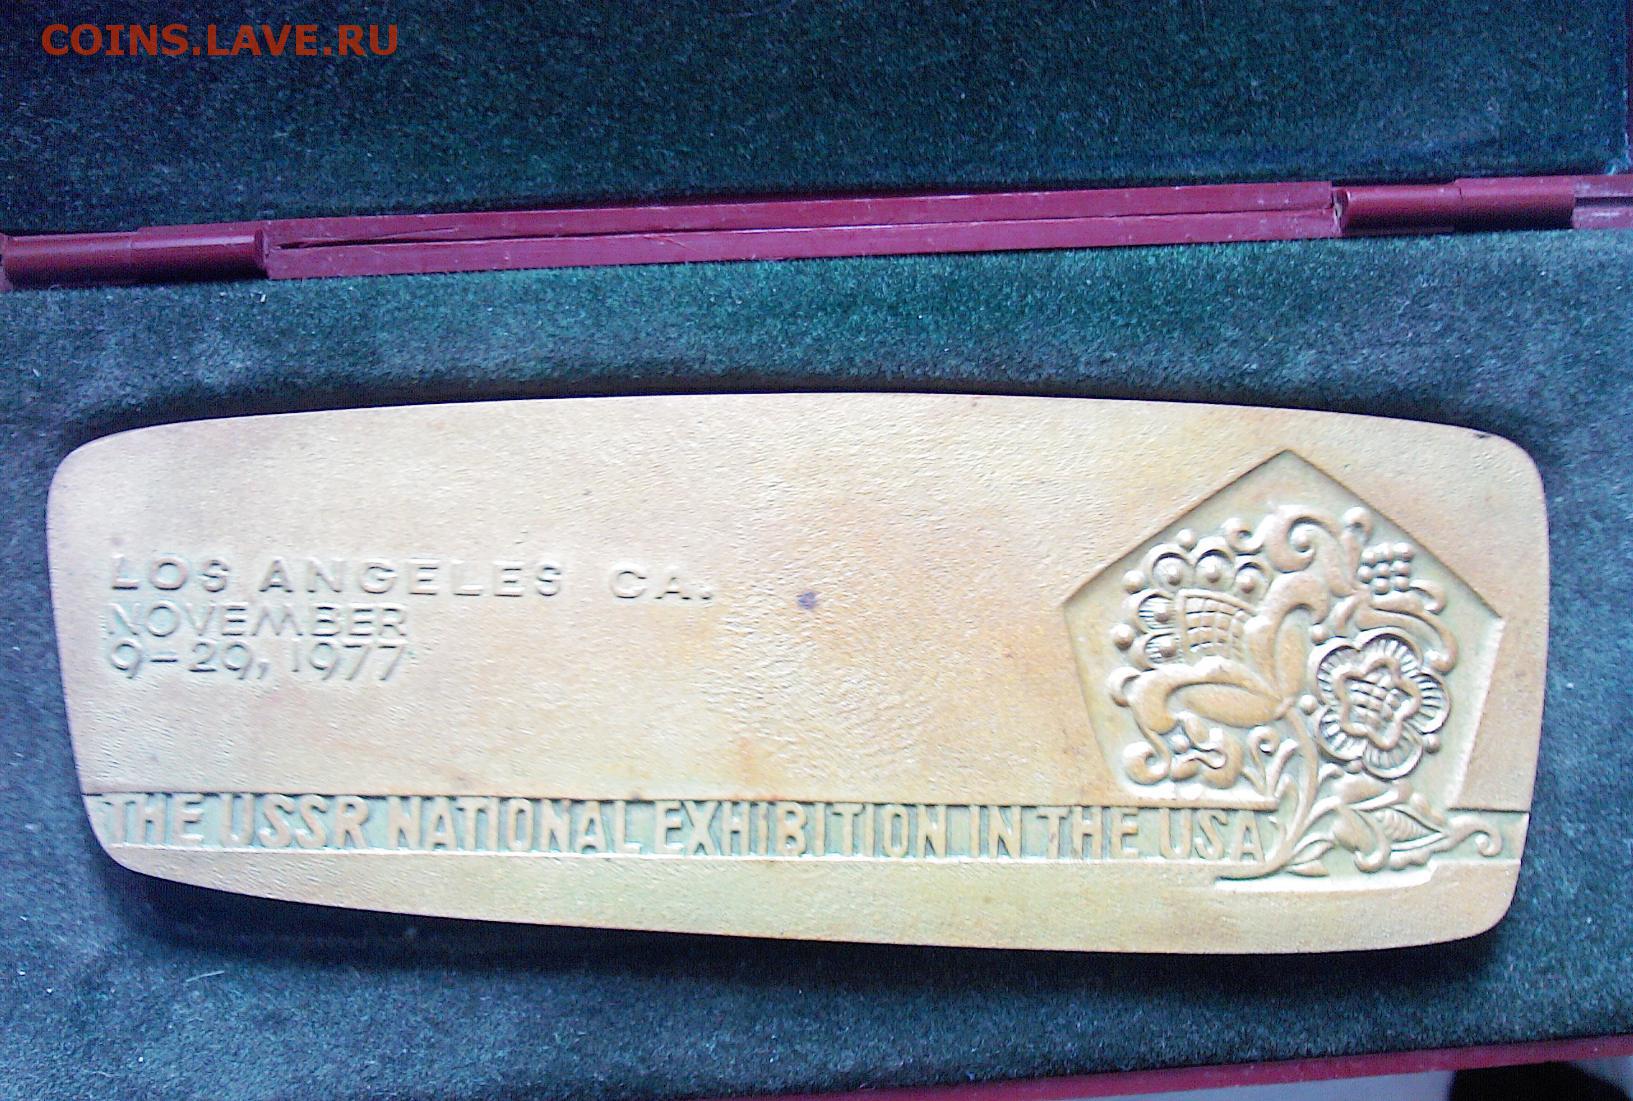 COINS.LAVE.RU
LOS ANGELES CA.
NOVEMBER
9-29, 1977
THE USSR NATIONAL EXHIBITION IN THE USA